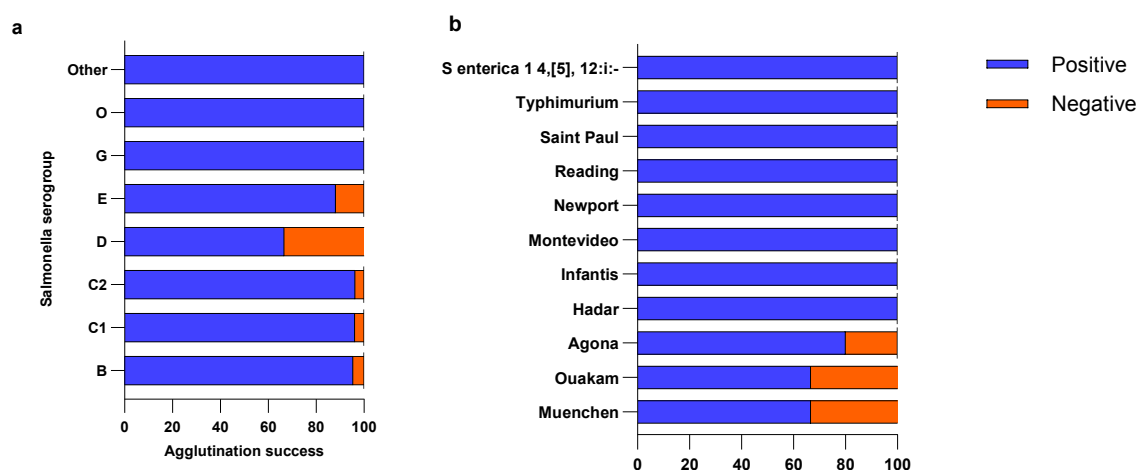 a
Salmonella serogroup
Other
O
G
E
D
C2
C1
B
0 20 40 60 80 100
Agglutination success
b
S enterica 1 4,[5], 12:i:-
Typhimurium
Saint Paul
Reading
Newport
Montevideo
Infantis
Hadar
Agona
Ouakam
Muenchen
0 20 40 60 80 100
Positive
Negative